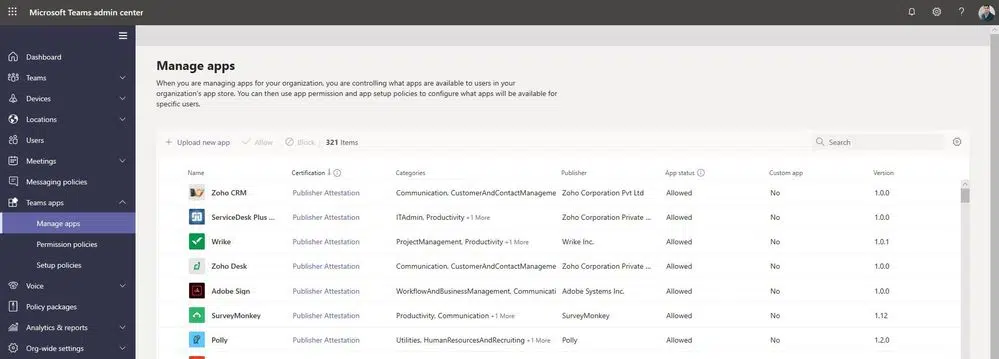 Microsoft Teams admin center
Dashboard
Teams
Devices
Locations
Users
Meetings
Messaging policies
Teams apps
Manage apps
Permission policies
Setup policies
Voice
Policy packages
Analytics & reports
Org-wide settings
Manage apps
When you are managing apps for your organization, you are controlling what apps are available to users in your
organization's app store. You can then use app permission and app setup policies to configure what apps will be available for
specific users.
+ Upload new app Allow Block 321 Items Search
Name Certification ↓ Categories Publisher App status Custom app Version
Zoho CRM Publisher Attestation Communication, CustomerAndContactManageme Zoho Corporation Pvt Ltd Allowed No 1.0.0
ServiceDesk Plus ... Publisher Attestation ITAdmin, Productivity +1 More Zoho Corporation Private ... Allowed No 1.0.0
Wrike Publisher Attestation ProjectManagement, Productivity +1 More Wrike Inc. Allowed No 1.0.1
Zoho Desk Publisher Attestation Communication, CustomerAndContactManageme Zoho Corporation Private ... Allowed No 1.0.0
Adobe Sign Publisher Attestation WorkflowAndBusinessManagement, Communicati Adobe Systems Inc. Allowed No 1.0.0
SurveyMonkey Publisher Attestation Productivity, Communication +1 More SurveyMonkey Allowed No 1.12
Polly Publisher Attestation Utilities, HumanResourcesAndRecruiting +1 More Polly Allowed No 1.2.0